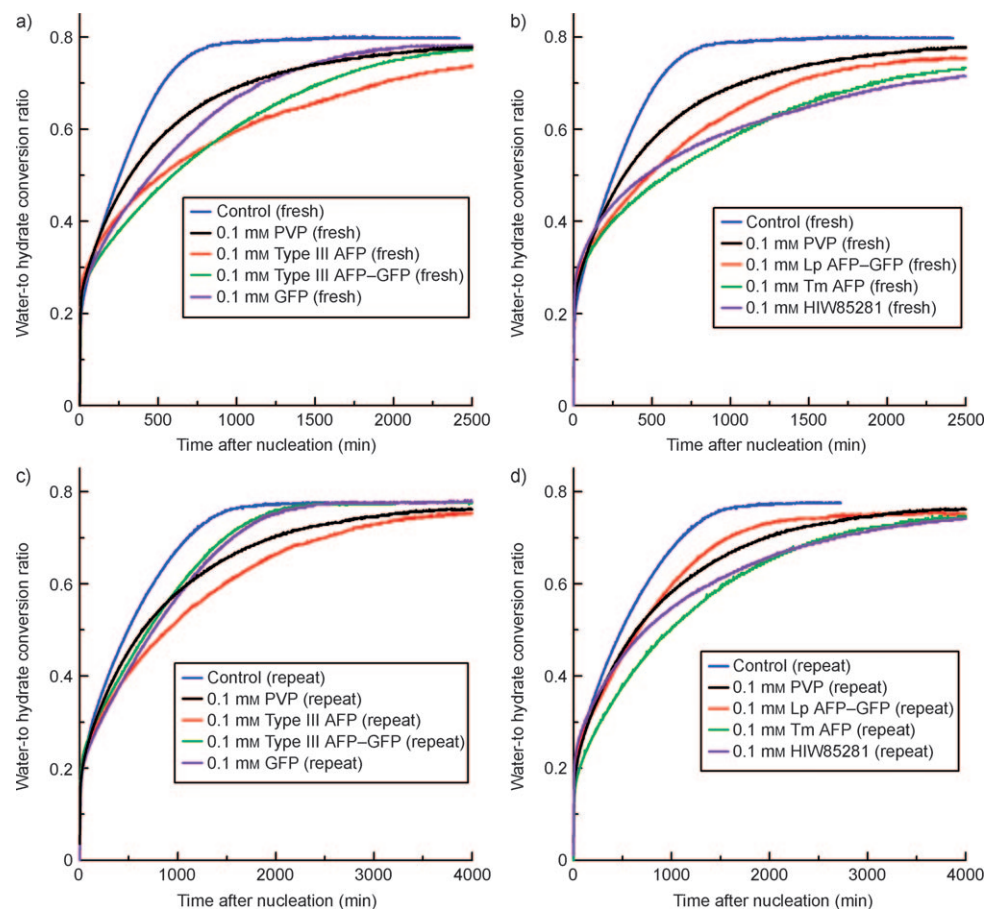 a)
Water-to hydrate conversion ratio
0.8
0.6
0.4
0.2
0
Control (fresh)
0.1 mM PVP (fresh)
0.1 mM Type III AFP (fresh)
0.1 mM Type III AFP–GFP (fresh)
0.1 mM GFP (fresh)
0 500 1000 1500 2000 2500
Time after nucleation (min)
b)
Water-to hydrate conversion ratio
0.8
0.6
0.4
0.2
0
Control (fresh)
0.1 mM PVP (fresh)
0.1 mM Lp AFP–GFP (fresh)
0.1 mM Tm AFP (fresh)
0.1 mM HIW85281 (fresh)
0 500 1000 1500 2000 2500
Time after nucleation (min)
c)
Water-to hydrate conversion ratio
0.8
0.6
0.4
0.2
0
Control (repeat)
0.1 mM PVP (repeat)
0.1 mM Type III AFP (repeat)
0.1 mM Type III AFP–GFP (repeat)
0.1 mM GFP (repeat)
0 1000 2000 3000 4000
Time after nucleation (min)
d)
Water-to hydrate conversion ratio
0.8
0.6
0.4
0.2
0
Control (repeat)
0.1 mM PVP (repeat)
0.1 mM Lp AFP–GFP (repeat)
0.1 mM Tm AFP (repeat)
0.1 mM HIW85281 (repeat)
0 1000 2000 3000 4000
Time after nucleation (min)